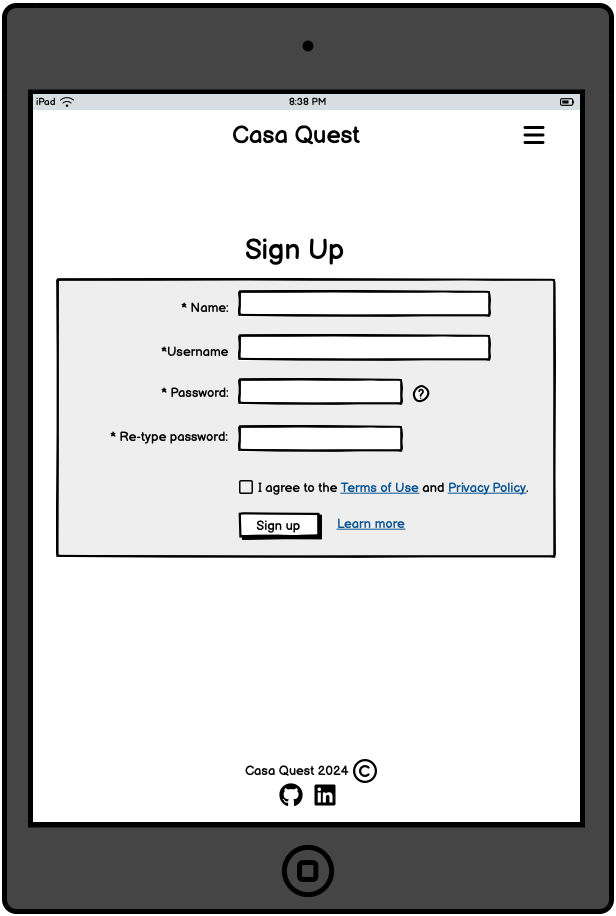 iPad 8:38 PM
Casa Quest
Sign Up
* Name:
*Username
* Password: ?
* Re-type password:
I agree to the Terms of Use and Privacy Policy.
Sign up Learn more
Casa Quest 2024 ©
in